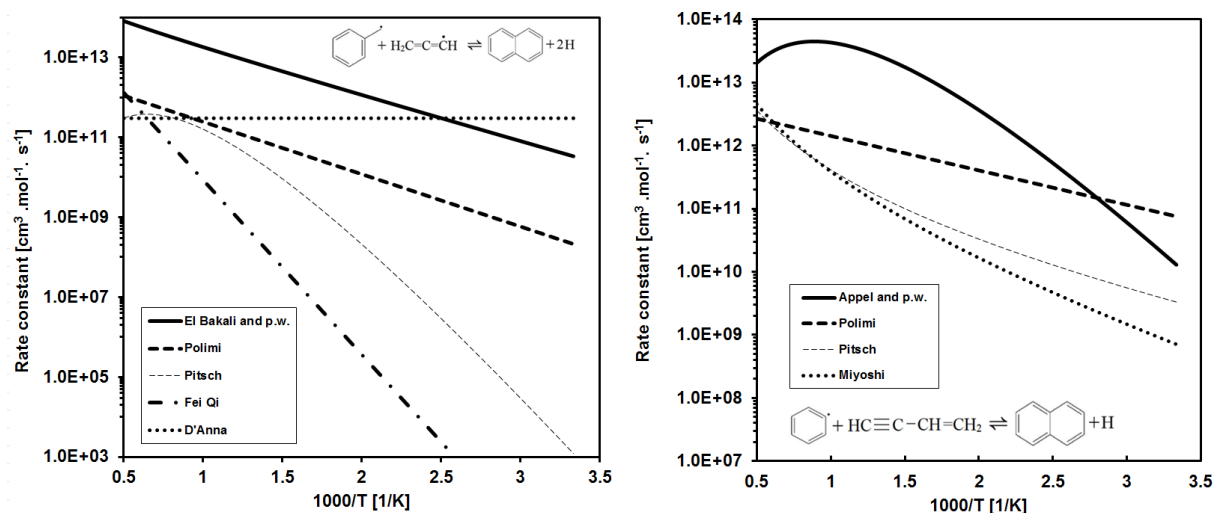 1.0E+13
1.0E+11
1.0E+09
1.0E+07
1.0E+05
1.0E+03
Rate constant [cm³ .mol⁻¹. s⁻¹]
+ H₂C=C=ĊH ⇌ +2H
El Bakali and p.w.
Polimi
Pitsch
Fei Qi
D'Anna
0.5 1 1.5 2 2.5 3 3.5
1000/T [1/K]
1.0E+14
1.0E+13
1.0E+12
1.0E+11
1.0E+10
1.0E+09
1.0E+08
1.0E+07
Rate constant [cm³ .mol⁻¹. s⁻¹]
Appel and p.w.
Polimi
Pitsch
Miyoshi
+ HC≡C−CH=CH₂ ⇌ +H
0.5 1 1.5 2 2.5 3 3.5
1000/T [1/K]